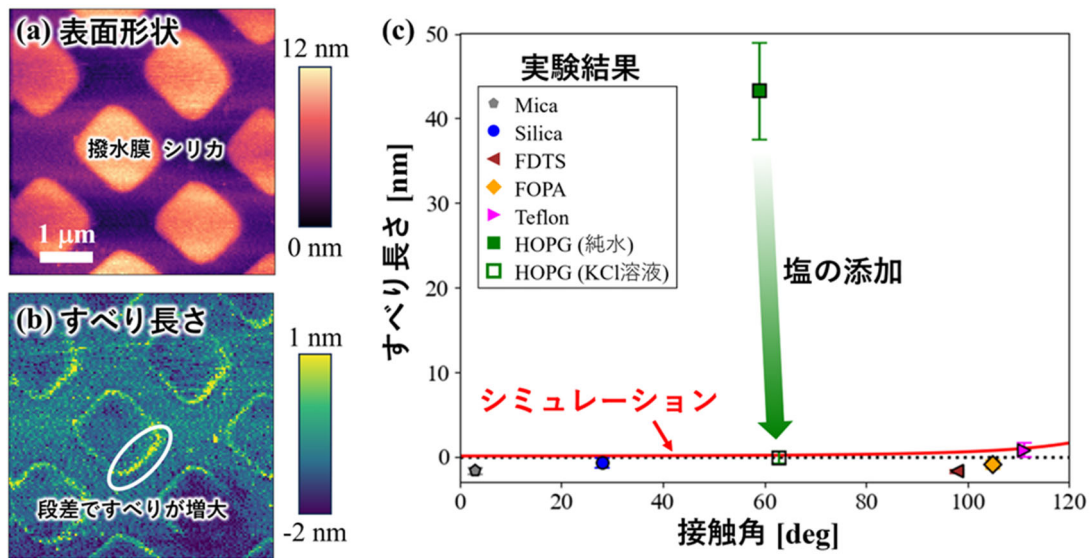 (a) 表面形状
12 nm
撥水膜 シリカ
1 μm
0 nm
(b) すべり長さ
1 nm
段差ですべりが増大
-2 nm
(c)
すべり長さ [nm]
50
40
30
20
10
0
実験結果
Mica
Silica
FDTS
FOPA
Teflon
HOPG (純水)
HOPG (KCl溶液)
塩の添加
シミュレーション
0 20 40 60 80 100 120
接触角 [deg]